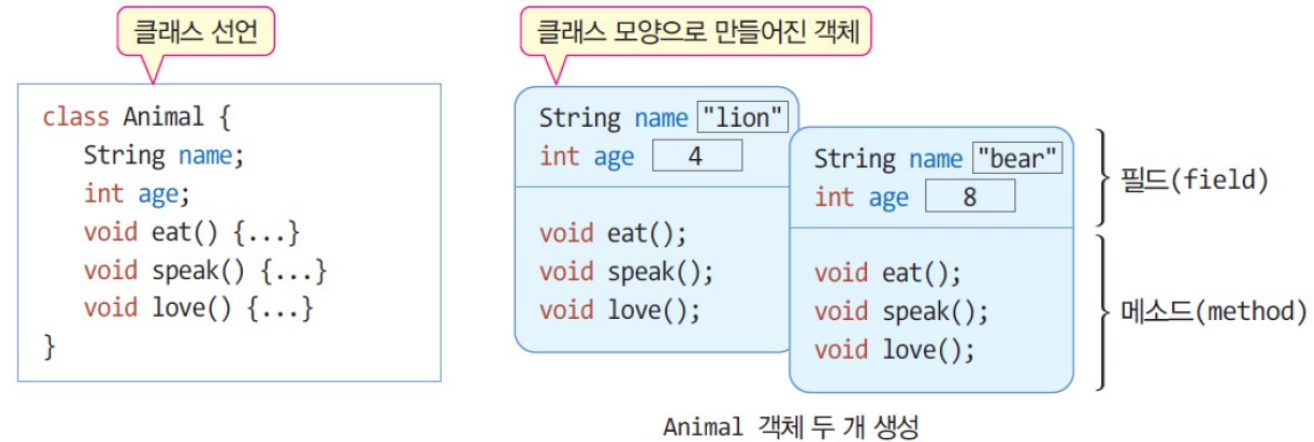 클래스 선언
class Animal {
String name;
int age;
void eat() {...}
void speak() {...}
void love() {...}
}
클래스 모양으로 만들어진 객체
String name "lion"
int age 4
void eat();
void speak();
void love();
String name "bear"
int age 8
void eat();
void speak();
void love();
필드(field)
메소드(method)
Animal 객체 두 개 생성